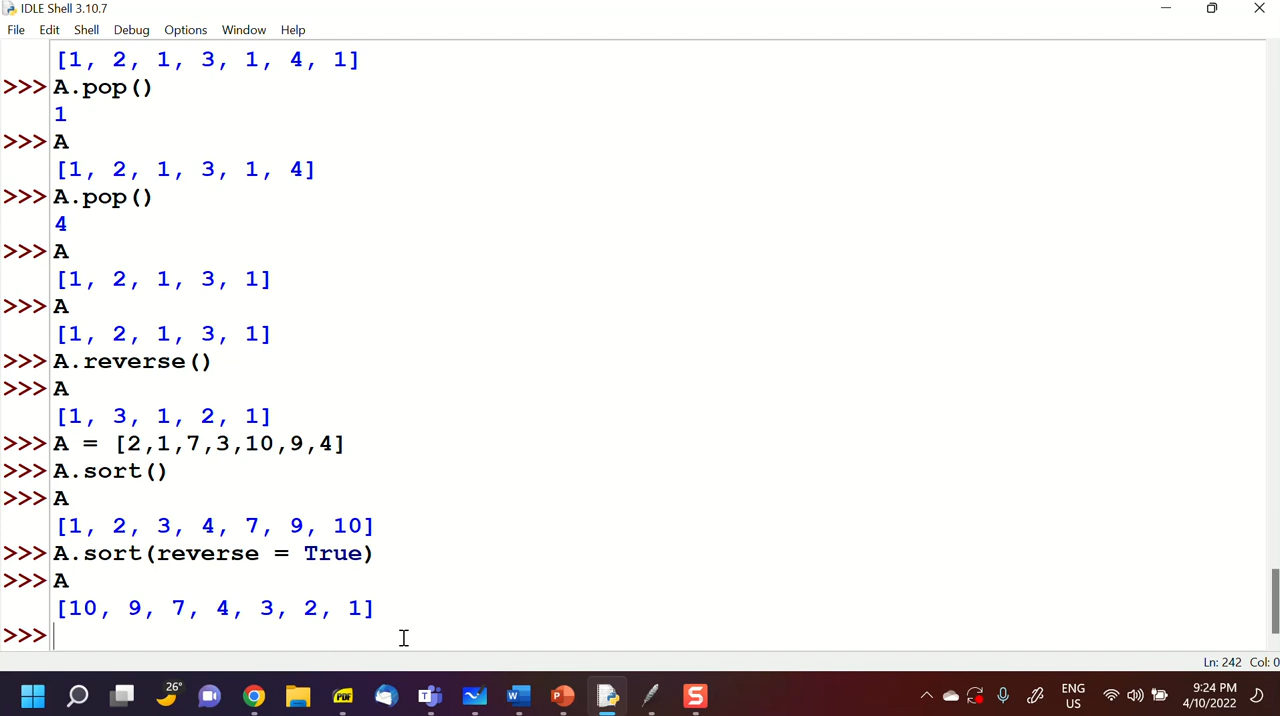 IDLE Shell 3.10.7
File Edit Shell Debug Options Window Help
[1, 2, 1, 3, 1, 4, 1]
>>> A.pop()
1
>>> A
[1, 2, 1, 3, 1, 4]
>>> A.pop()
4
>>> A
[1, 2, 1, 3, 1]
>>> A
[1, 2, 1, 3, 1]
>>> A.reverse()
>>> A
[1, 3, 1, 2, 1]
>>> A = [2,1,7,3,10,9,4]
>>> A.sort()
>>> A
[1, 2, 3, 4, 7, 9, 10]
>>> A.sort(reverse = True)
>>> A
[10, 9, 7, 4, 3, 2, 1]
>>>
Ln: 242 Col: 0
26°
PDF
T
W
P
S
ENG
US
9:24 PM
4/10/2022